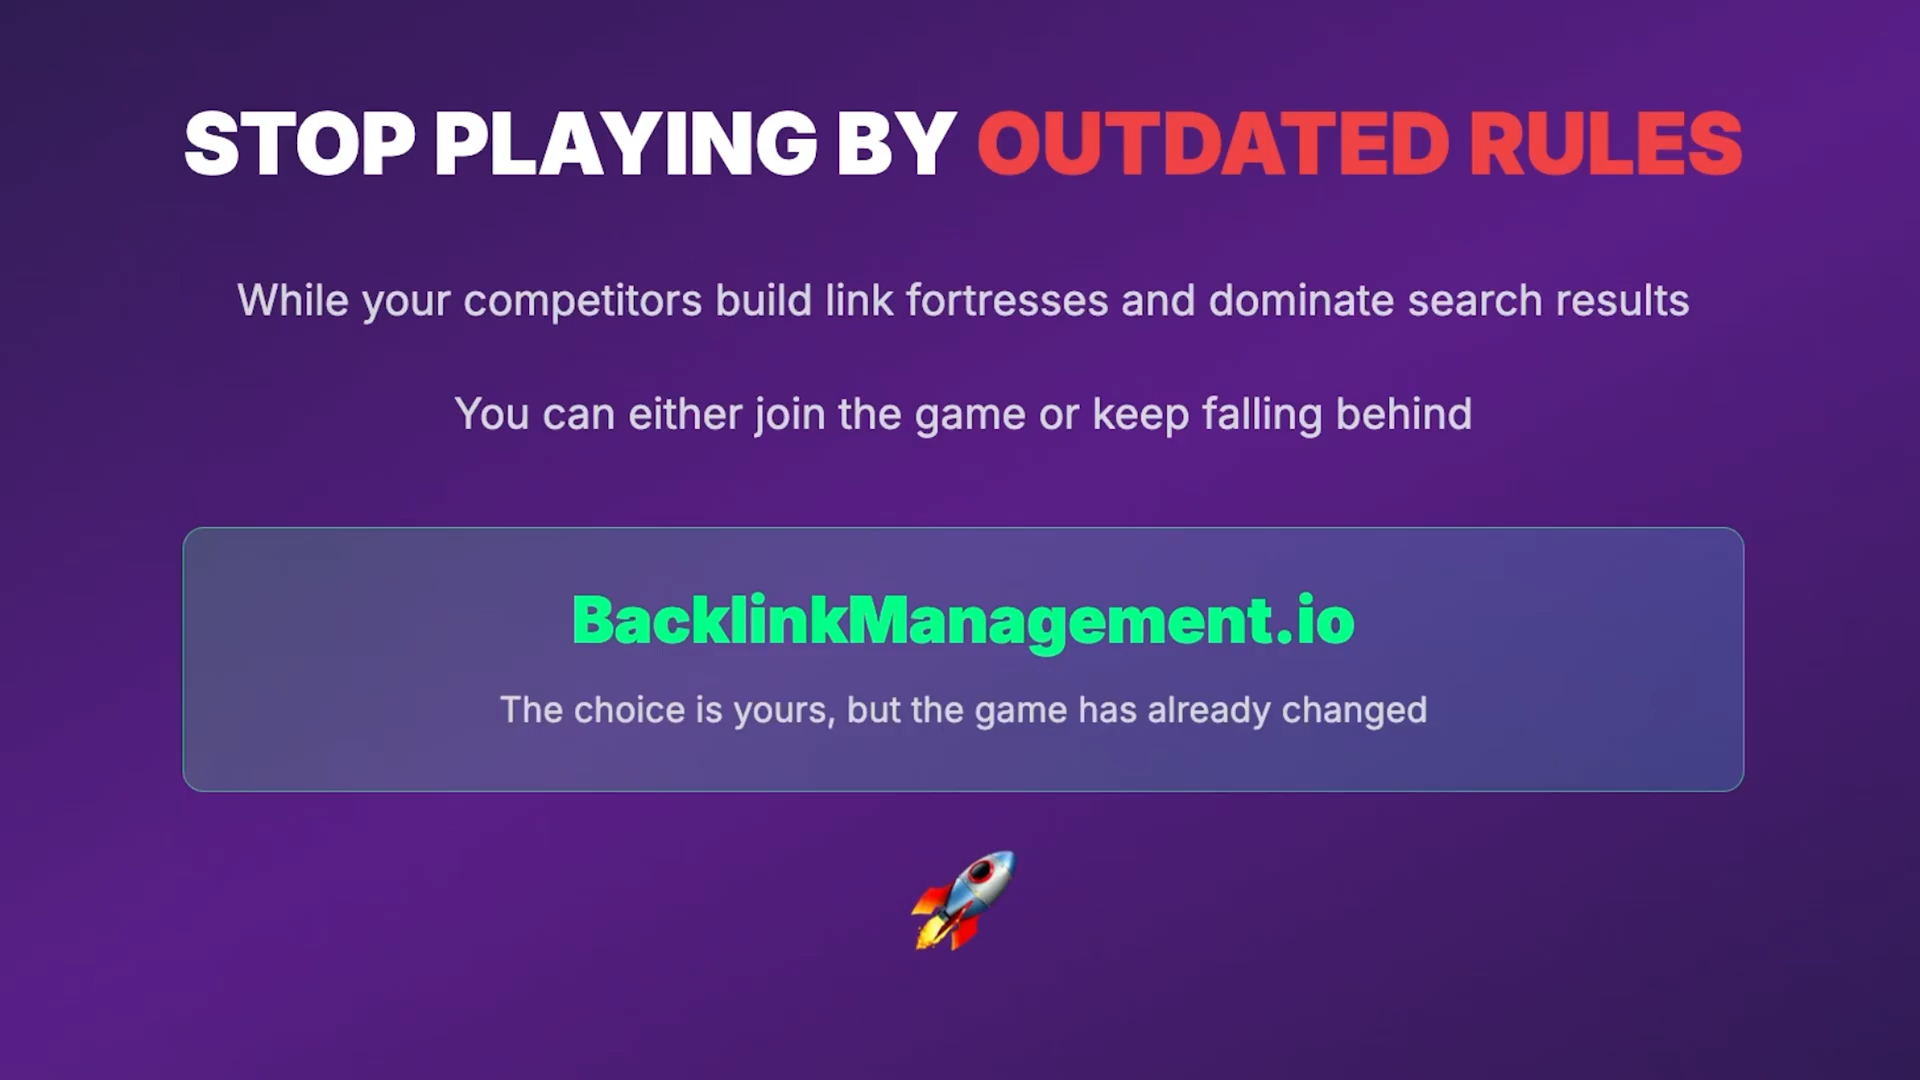 STOP PLAYING BY OUTDATED RULES
While your competitors build link fortresses and dominate search results
You can either join the game or keep falling behind
BacklinkManagement.io
The choice is yours, but the game has already changed